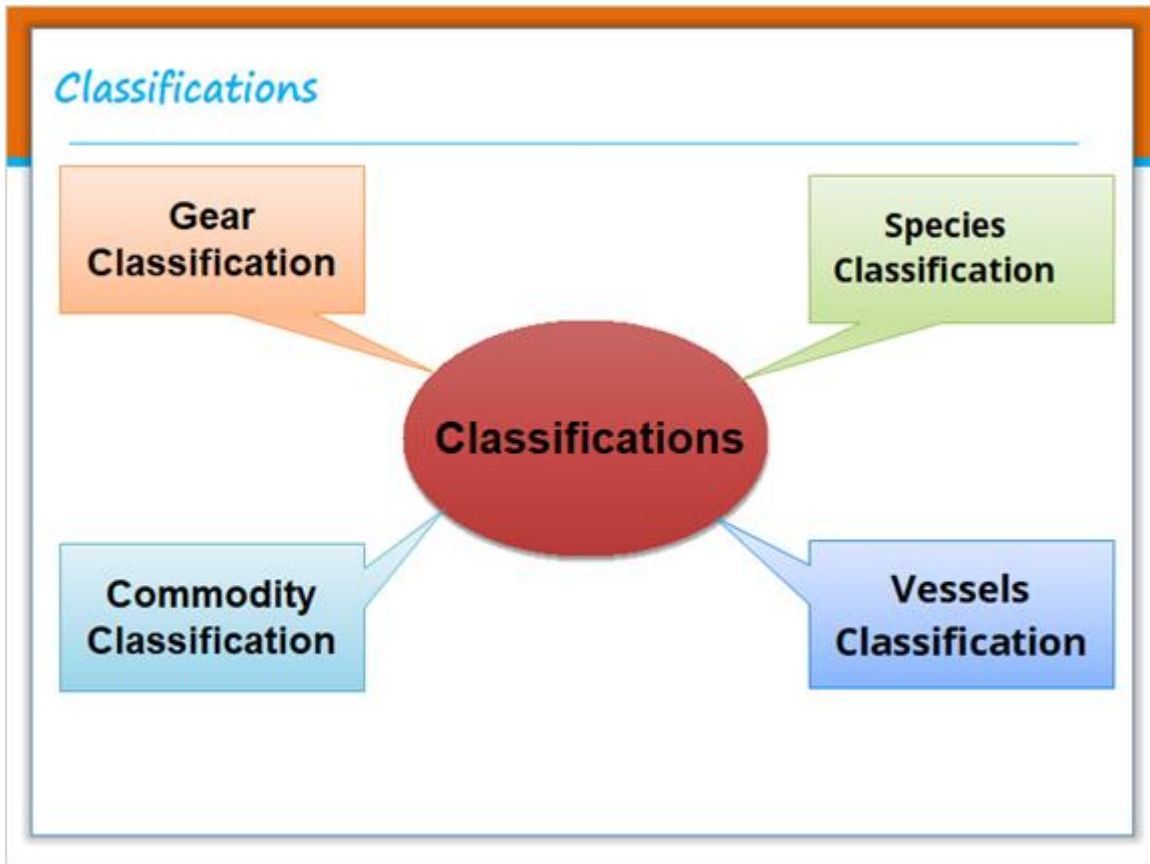 Classifications
Gear
Classification
Species
Classification
Classifications
Commodity
Classification
Vessels
Classification